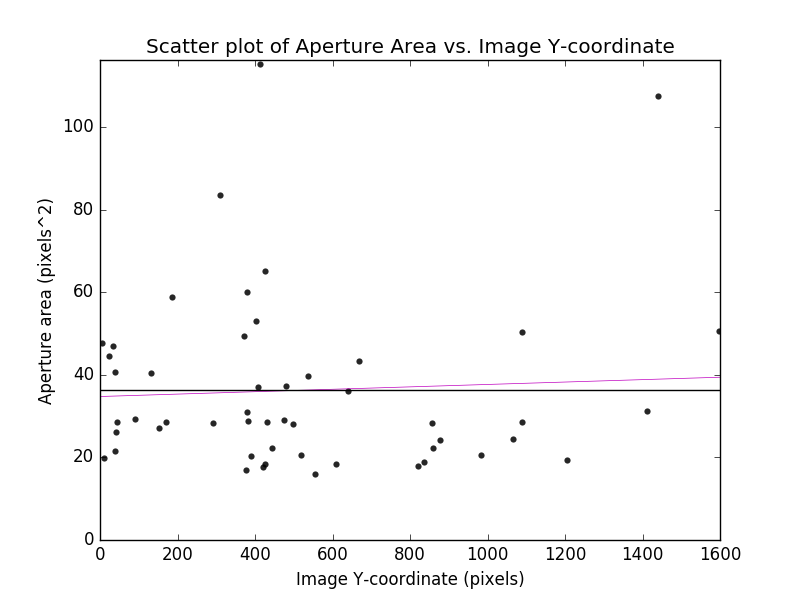 Scatter plot of Aperture Area vs. Image Y-coordinate
100
80
60
40
20
0
Aperture area (pixels^2)
0 200 400 600 800 1000 1200 1400 1600
Image Y-coordinate (pixels)